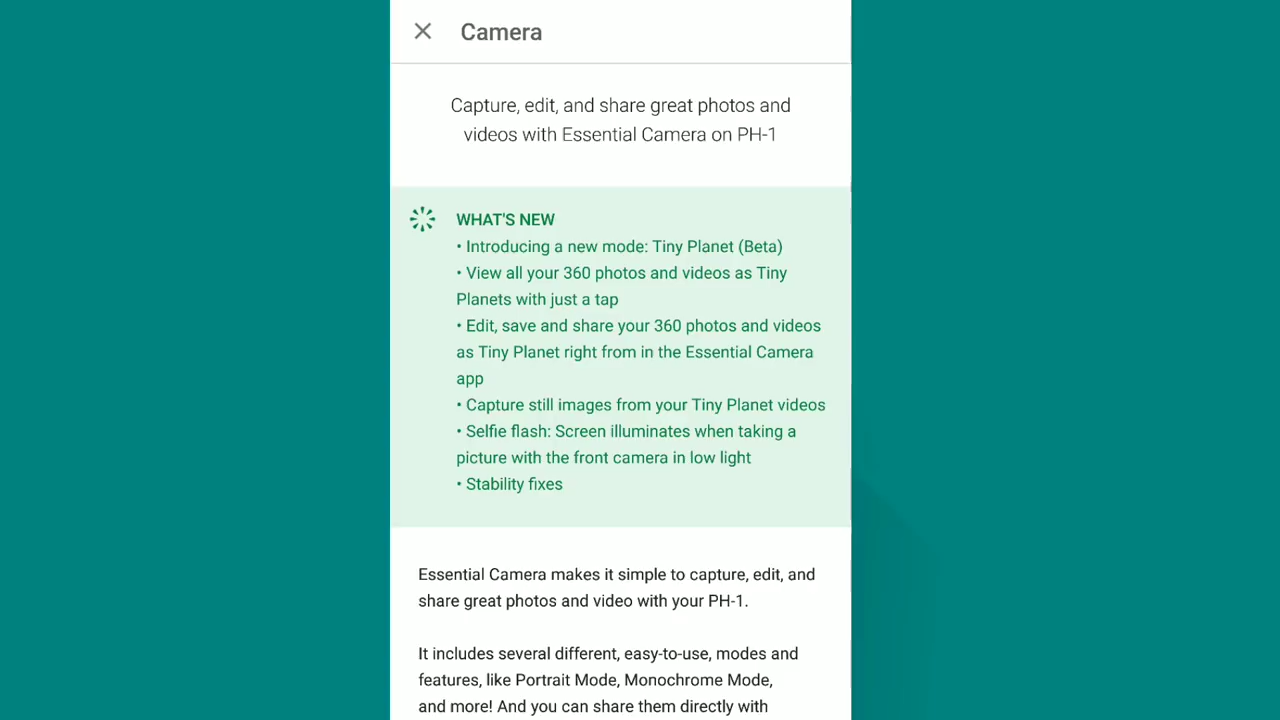 Camera
Capture, edit, and share great photos and
videos with Essential Camera on PH-1
WHAT'S NEW
• Introducing a new mode: Tiny Planet (Beta)
• View all your 360 photos and videos as Tiny
Planets with just a tap
• Edit, save and share your 360 photos and videos
as Tiny Planet right from in the Essential Camera
app
• Capture still images from your Tiny Planet videos
• Selfie flash: Screen illuminates when taking a
picture with the front camera in low light
• Stability fixes
Essential Camera makes it simple to capture, edit, and
share great photos and video with your PH-1.
It includes several different, easy-to-use, modes and
features, like Portrait Mode, Monochrome Mode,
and more! And you can share them directly with